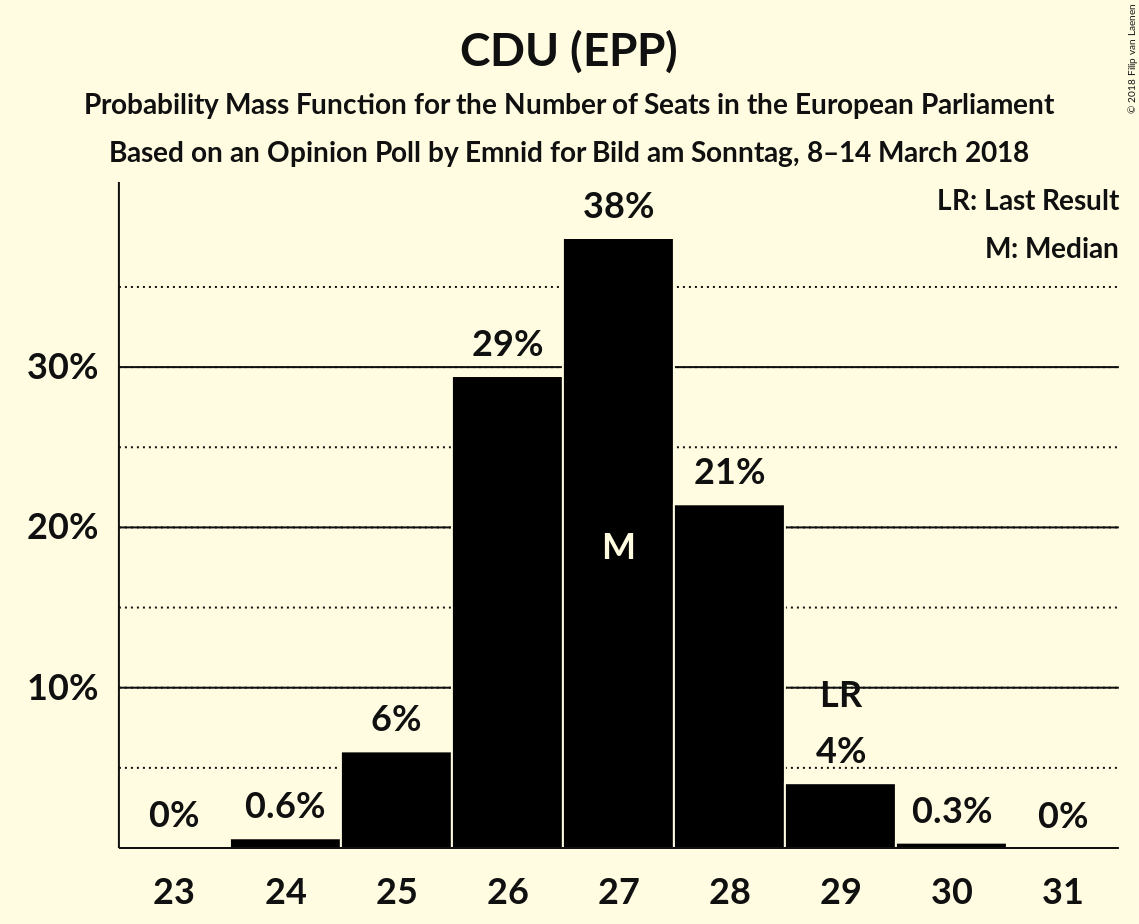 CDU (EPP)
Probability Mass Function for the Number of Seats in the European Parliament
Based on an Opinion Poll by Emnid for Bild am Sonntag, 8–14 March 2018
© 2018 Filip van Laenen
LR: Last Result
M: Median
30%
20%
10%
0%
0.6%
6%
29%
38%
M
21%
LR
4%
0.3%
0%
23 24 25 26 27 28 29 30 31